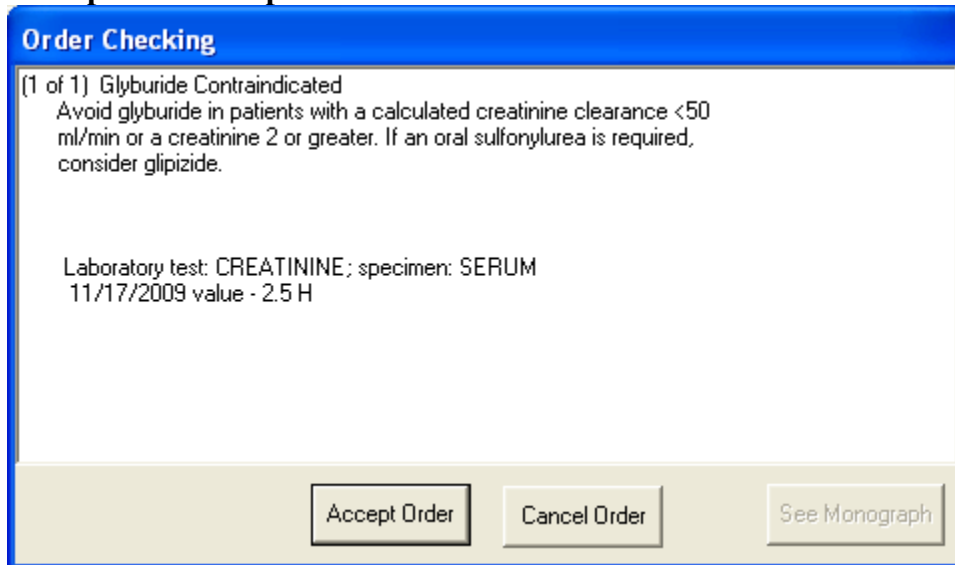 Order Checking
(1 of 1) Glyburide Contraindicated
Avoid glyburide in patients with a calculated creatinine clearance <50
ml/min or a creatinine 2 or greater. If an oral sulfonylurea is required,
consider glipizide.
Laboratory test: CREATININE; specimen: SERUM
11/17/2009 value - 2.5 H
Accept Order
Cancel Order
See Monograph